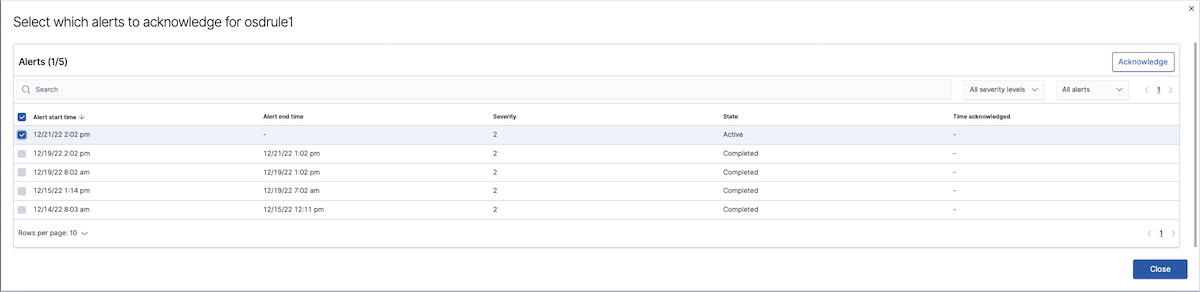 Select which alerts to acknowledge for osdrule1
Alerts (1/5)
Acknowledge
Search
All severity levels
All alerts
1
Alert start time Alert end time Severity State Time acknowledged
12/21/22 2:02 pm - 2 Active -
12/19/22 2:02 pm 12/21/22 1:02 pm 2 Completed -
12/19/22 8:02 am 12/19/22 1:02 pm 2 Completed -
12/15/22 1:14 pm 12/19/22 7:02 am 2 Completed -
12/14/22 8:03 am 12/15/22 12:11 pm 2 Completed -
Rows per page: 10
1
Close